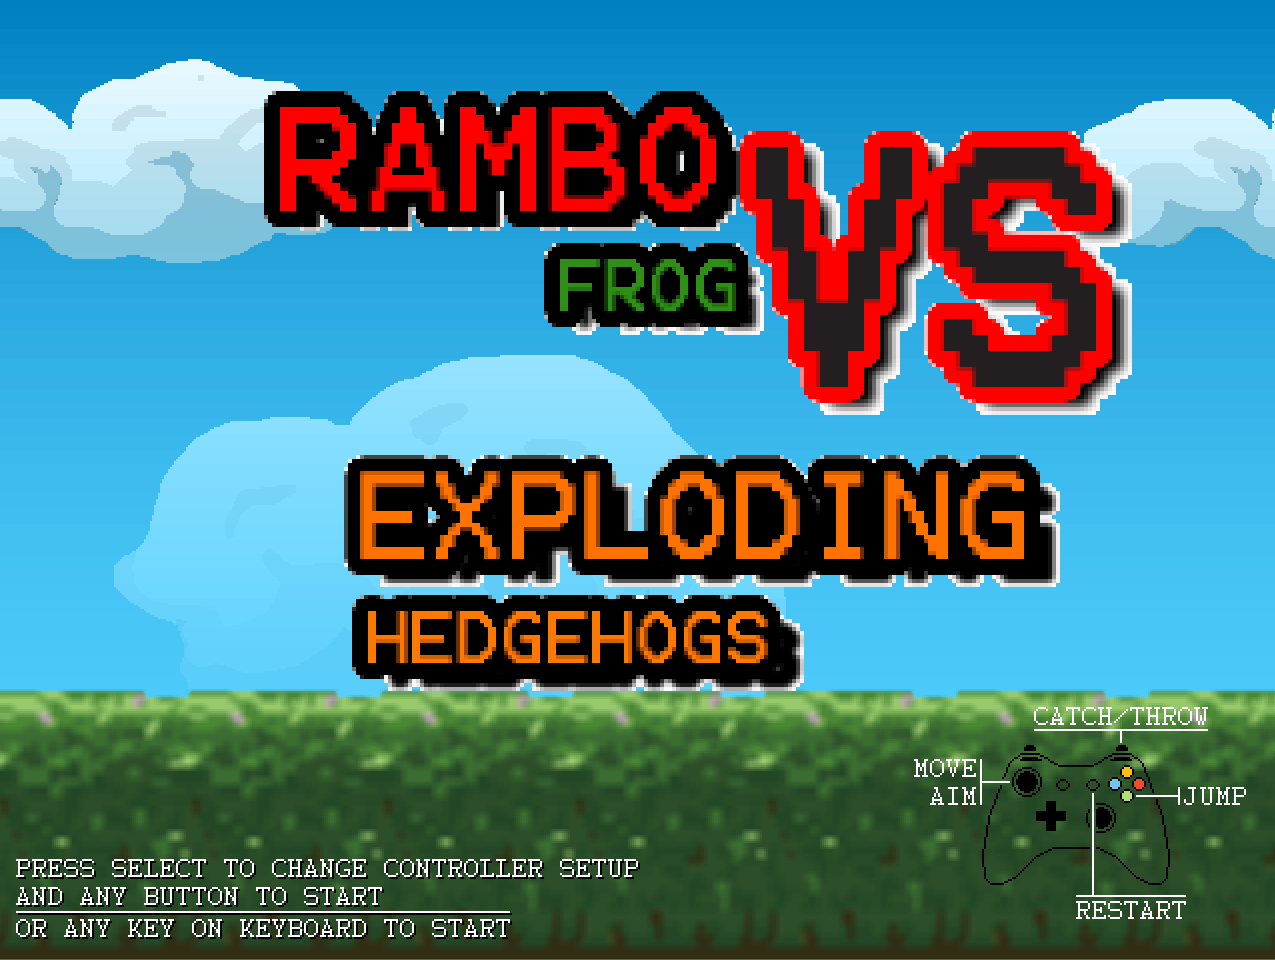 RAMBO
FROG
VS
EXPLODING
HEDGEHOGS
CATCH/THROW
MOVE
AIM
JUMP
RESTART
PRESS SELECT TO CHANGE CONTROLLER SETUP
AND ANY BUTTON TO START
OR ANY KEY ON KEYBOARD TO START